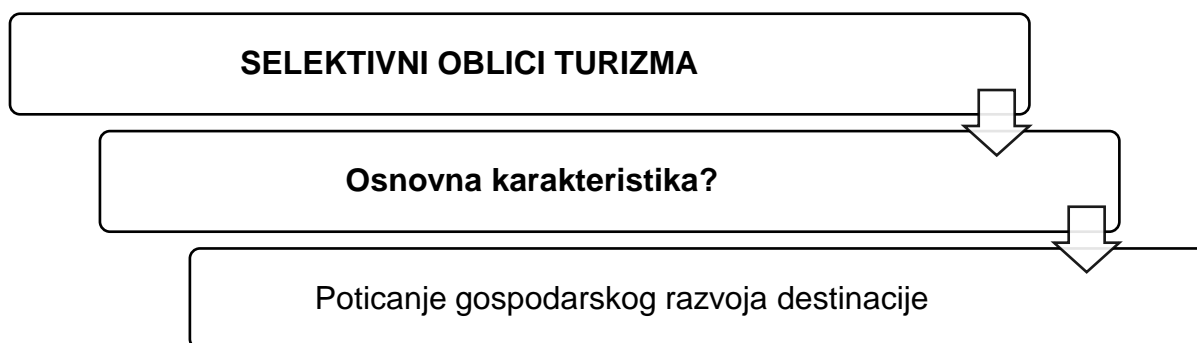 SELEKTIVNI OBLICI TURIZMA
Osnovna karakteristika?
Poticanje gospodarskog razvoja destinacije